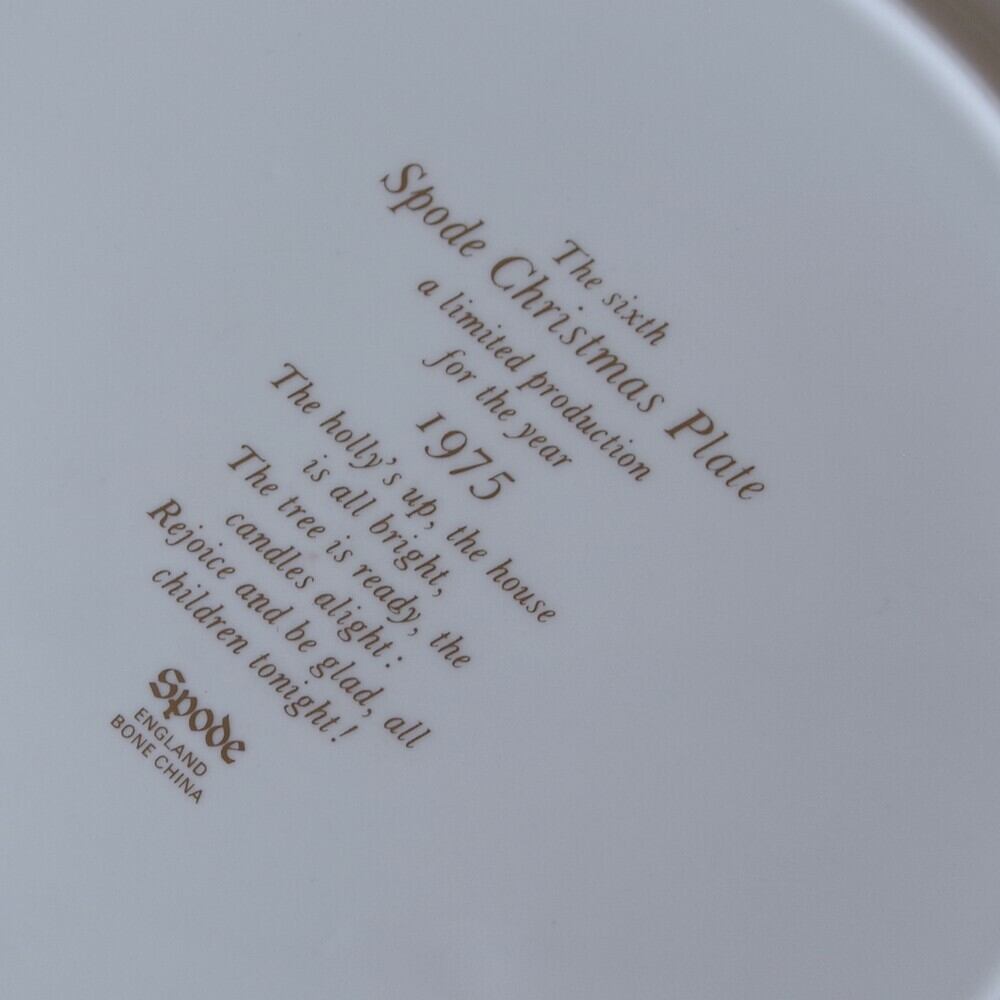 The sixth
Spode Christmas Plate
a limited production
for the year
1975
The holly's up, the house
is all bright,
The tree is ready, the
candles alight:
Rejoice and be glad, all
children tonight!
Spode
ENGLAND
BONE CHINA